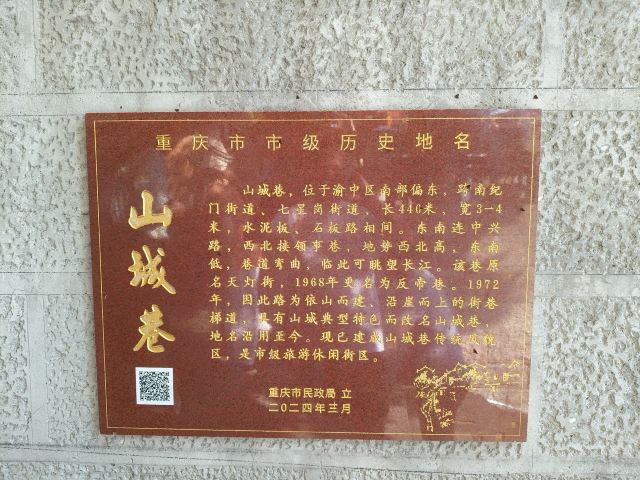 重庆市市级历史地名
山城巷
山城巷，位于渝中区南部偏东，跨南纪
门街道、七星岗街道，长446米，宽3-4
米，水泥板、石板路相间。东南连中兴
路，西北接领事巷，地势西北高，东南
低，巷道弯曲，临此可眺望长江。该巷原
名天灯街，1968年更名为反帝巷。1972
年，因此路为依山而建、沿崖而上的街巷
梯道，具有山城典型特色而改名山城巷，
地名沿用至今。现已建成山城巷传统风貌
区，是市级旅游休闲街区。
重庆市民政局 立
二〇二四年三月